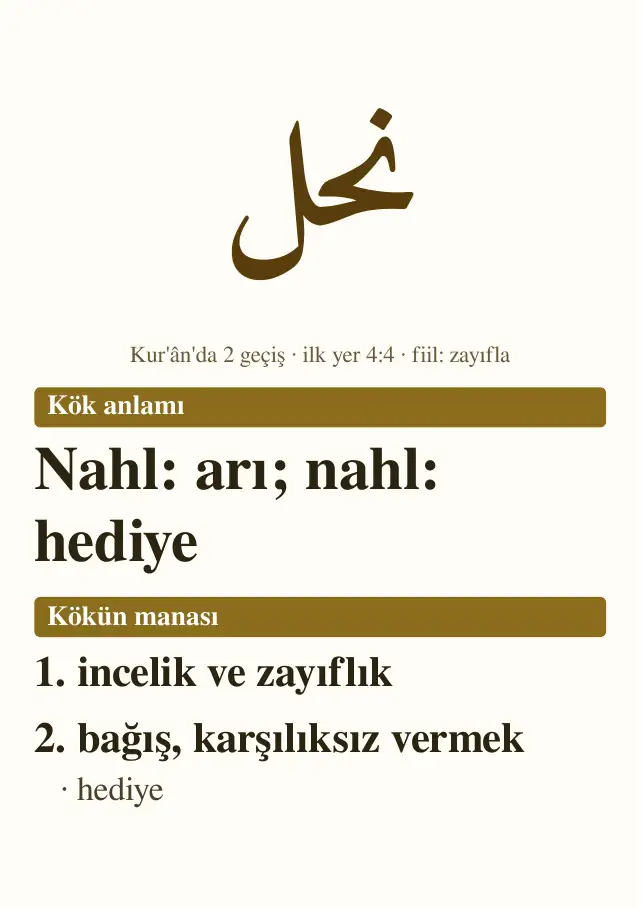 نحل
Kur'ân'da 2 geçiş · ilk yer 4:4 · fiil: zayıfla
Kök anlamı
Nahl: arı; nahl:
hediye
Kökün manası
1. incelik ve zayıflık
2. bağış, karşılıksız vermek
· hediye